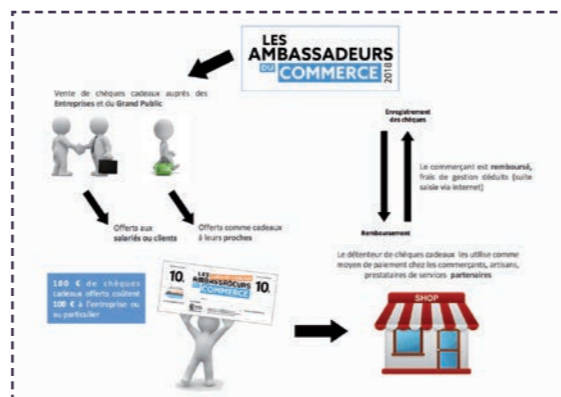 LES
AMBASSADEURS
DU COMMERCE
2018
Vente de chèques cadeaux auprès des
Entreprises et du Grand Public
Enregistrement
des chèques
Le commerçant est remboursé,
frais de gestion déduits (suite
saisie via internet)
Remboursement
Offerts aux
salariés ou clients
Offerts comme cadeaux
à leurs proches
Le détenteur de chèques cadeaux les utilise comme
moyen de paiement chez les commerçants, artisans,
prestataires de services partenaires
100 € de chèques
cadeaux offerts coûtent
100 € à l'entreprise ou
au particulier
10
LES
AMBASSADEURS
DU COMMERCE
10
SHOP